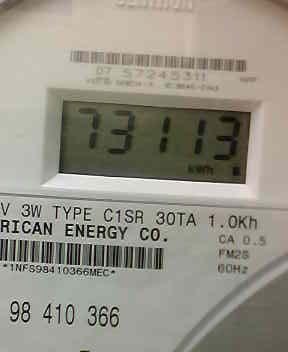 CENTRON
07 57245311
73113
kWh
V 3W TYPE C1SR 30TA 1.0Kh
RICAN ENERGY CO.
CA 0.5
FM2S
60Hz
*1NFS98410366MEC*
98 410 366